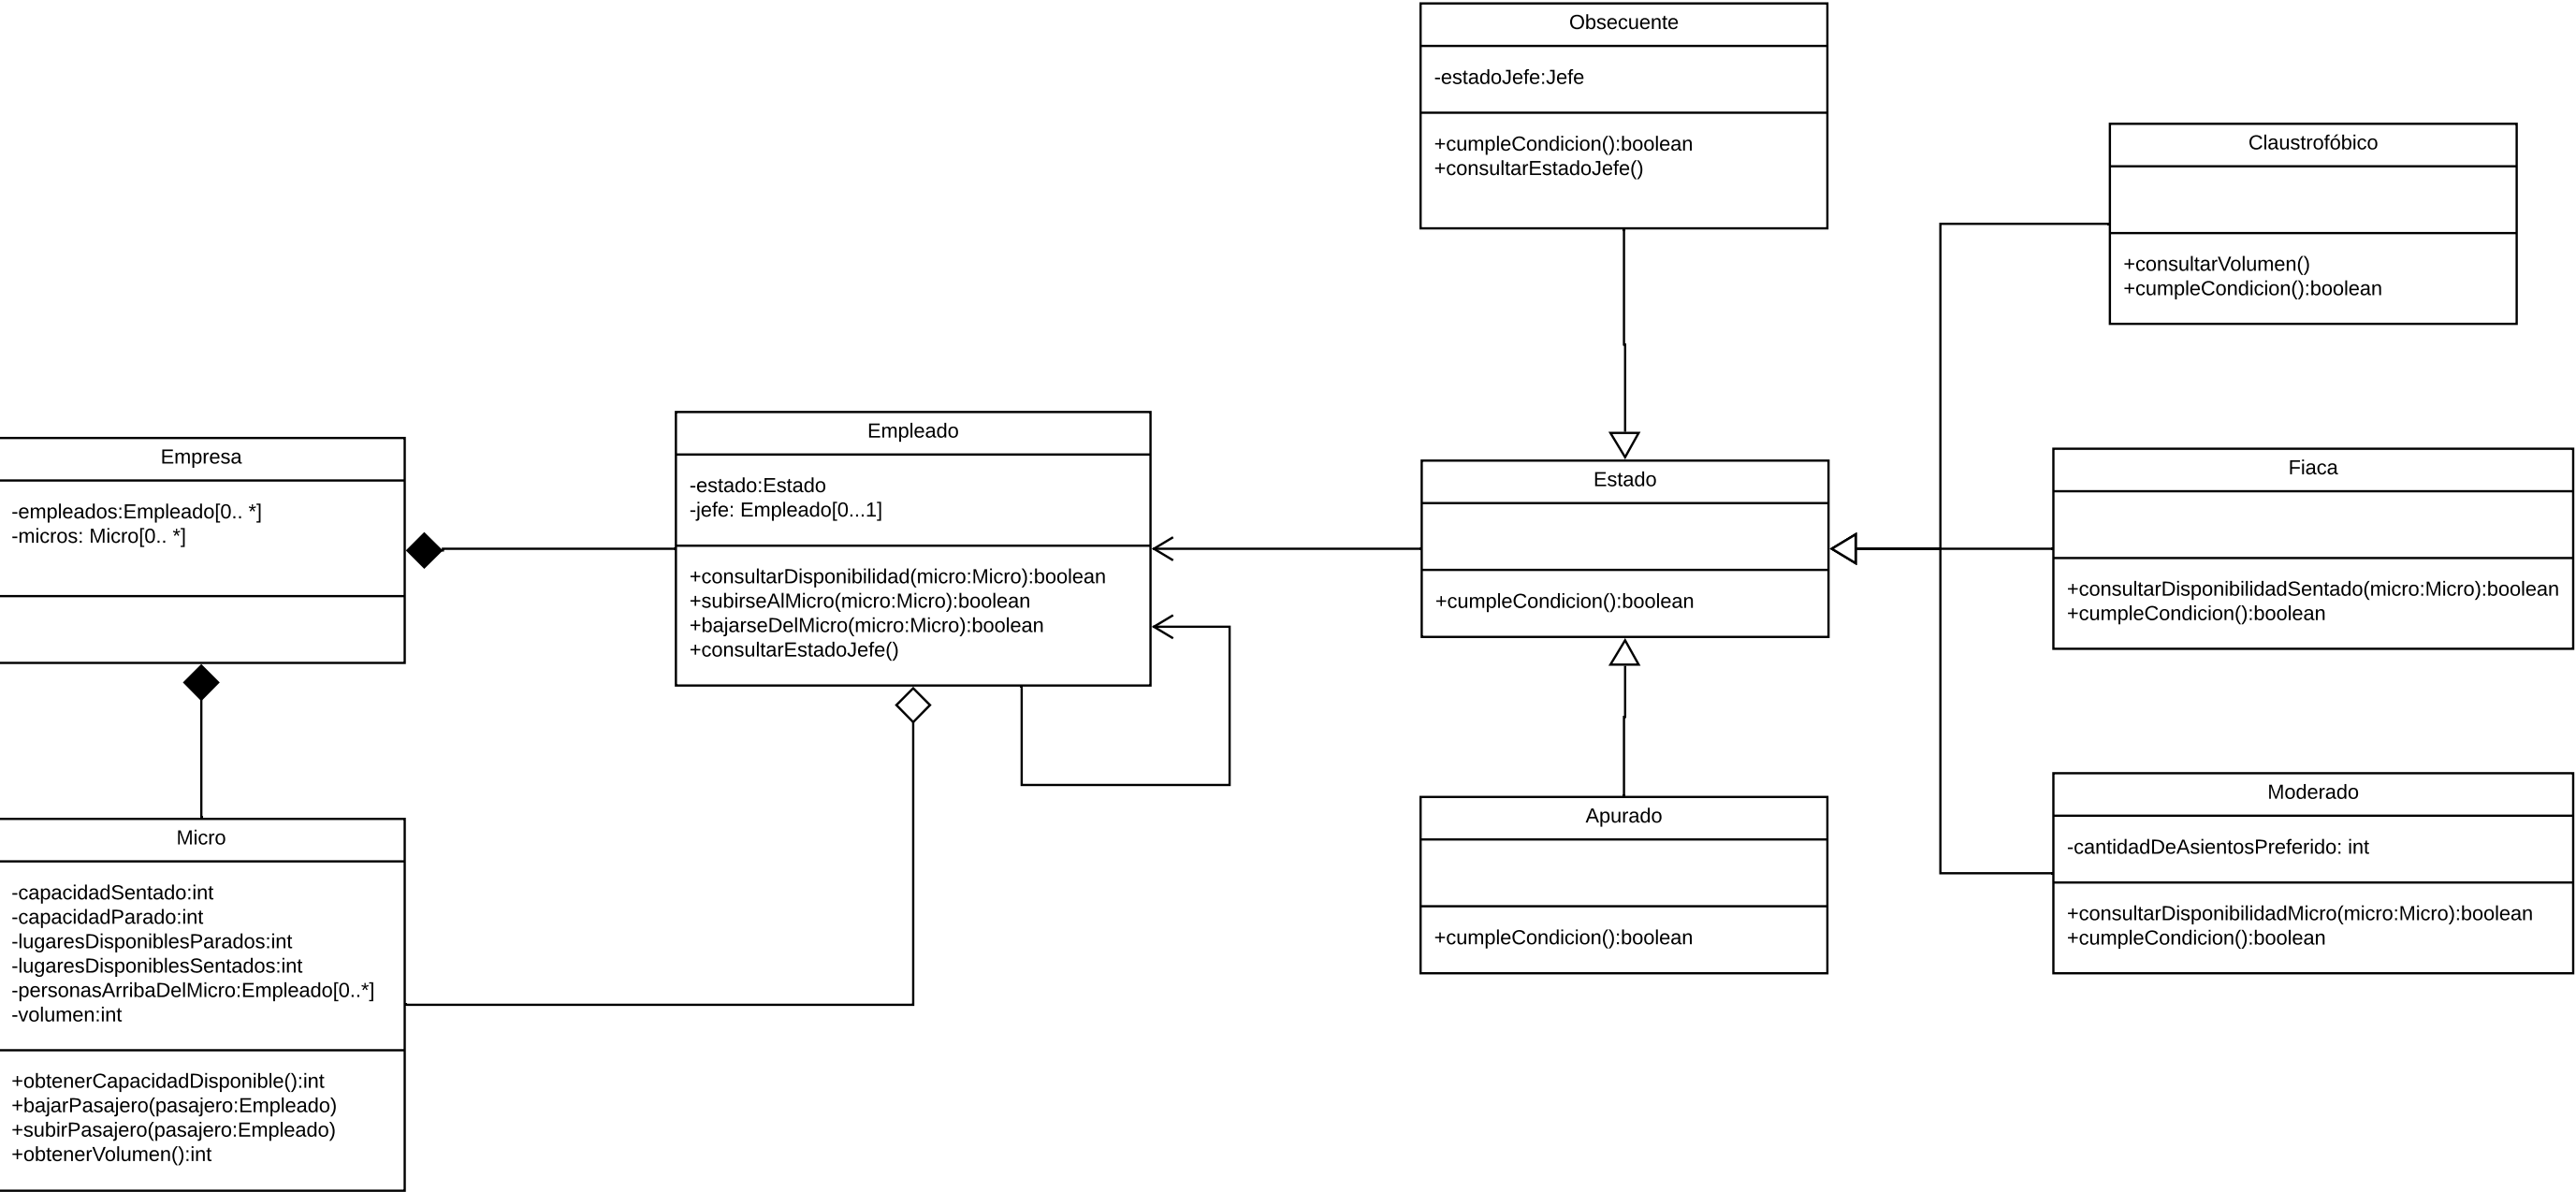 Obsecuente
-estadoJefe:Jefe
+cumpleCondicion():boolean
+consultarEstadoJefe()
Claustrofóbico
+consultarVolumen()
+cumpleCondicion():boolean
Empresa
-empleados:Empleado[0.. *]
-micros: Micro[0.. *]
Empleado
-estado:Estado
-jefe: Empleado[0...1]
+consultarDisponibilidad(micro:Micro):boolean
+subirseAlMicro(micro:Micro):boolean
+bajarseDelMicro(micro:Micro):boolean
+consultarEstadoJefe()
Estado
+cumpleCondicion():boolean
Fiaca
+consultarDisponibilidadSentado(micro:Micro):boolean
+cumpleCondicion():boolean
Micro
-capacidadSentado:int
-capacidadParado:int
-lugaresDisponiblesParados:int
-lugaresDisponiblesSentados:int
-personasArribaDelMicro:Empleado[0..*]
-volumen:int
+obtenerCapacidadDisponible():int
+bajarPasajero(pasajero:Empleado)
+subirPasajero(pasajero:Empleado)
+obtenerVolumen():int
Apurado
+cumpleCondicion():boolean
Moderado
-cantidadDeAsientosPreferido: int
+consultarDisponibilidadMicro(micro:Micro):boolean
+cumpleCondicion():boolean